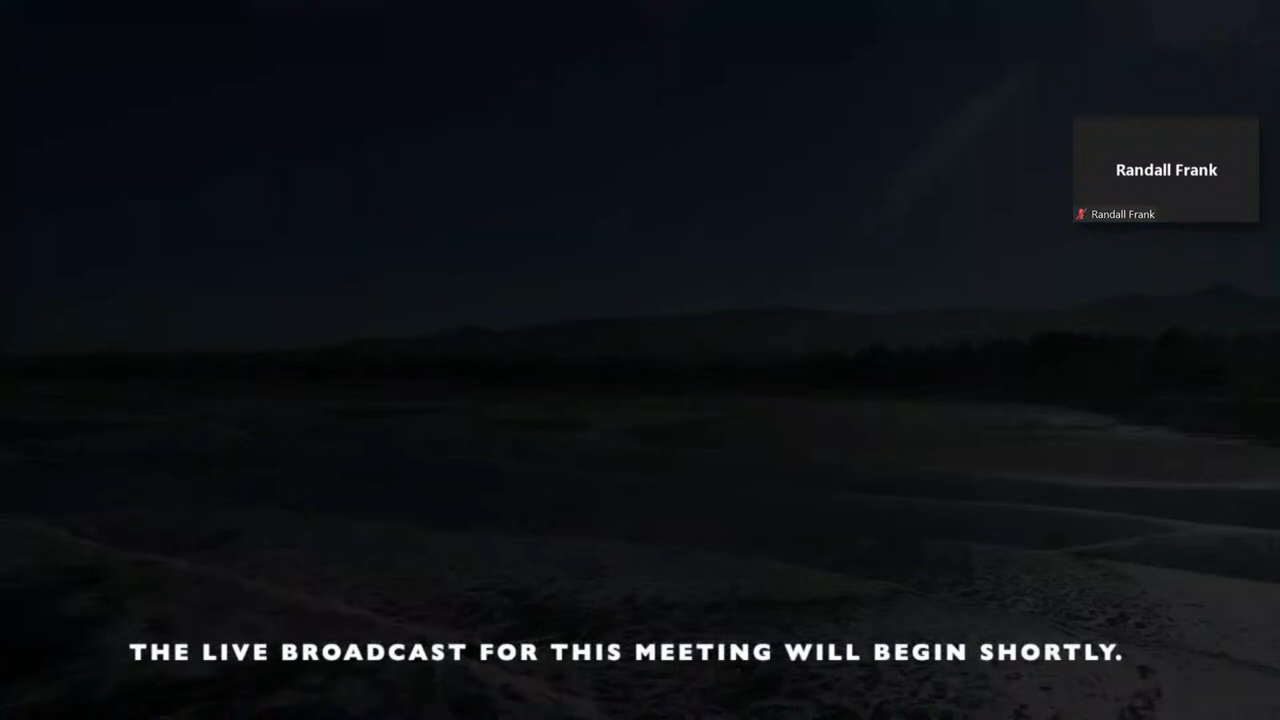 Randall Frank
Randall Frank
THE LIVE BROADCAST FOR THIS MEETING WILL BEGIN SHORTLY.